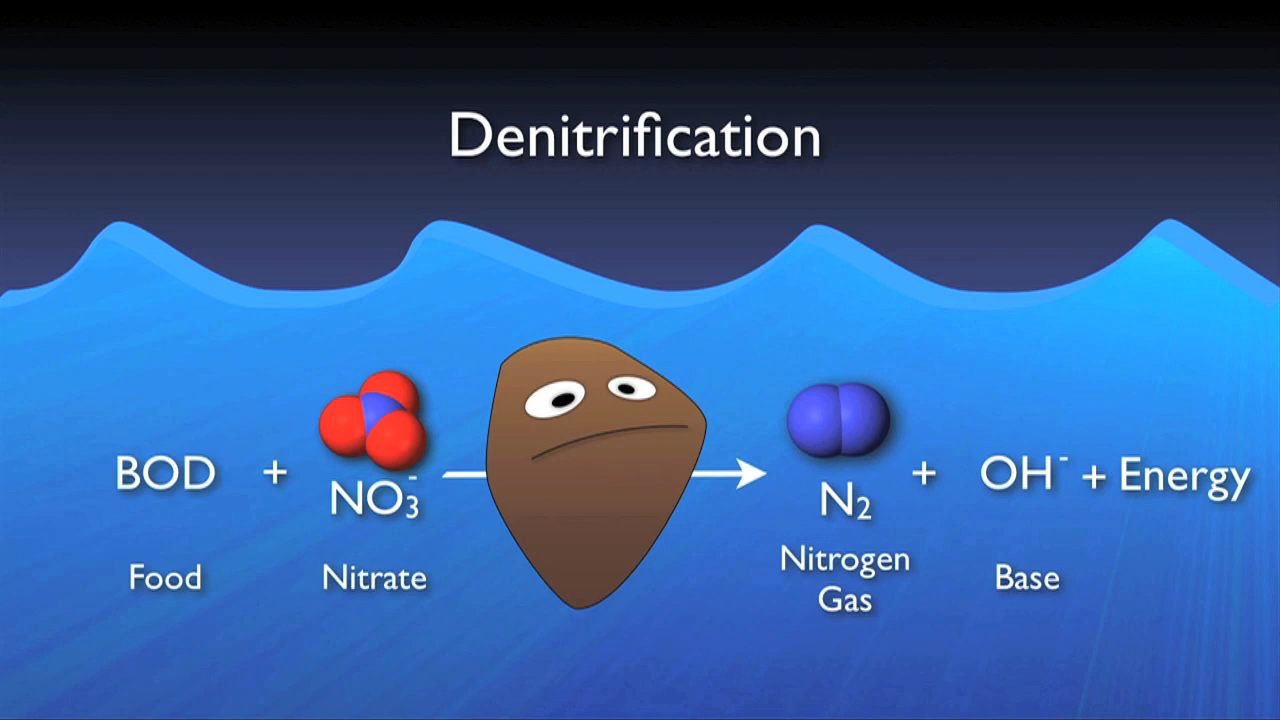 Denitrification
BOD + NO₃⁻ → N₂ + OH⁻ + Energy
Food Nitrate Nitrogen Gas Base